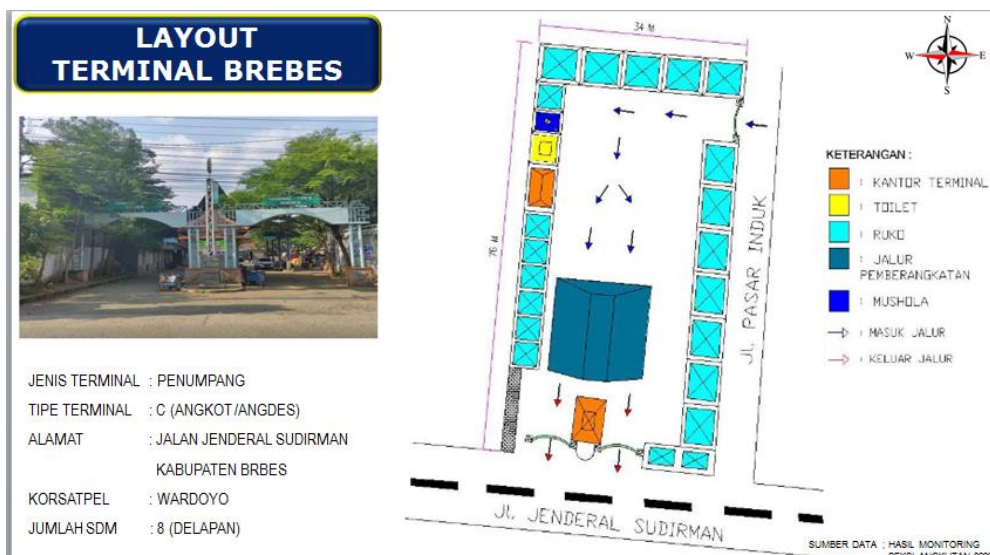 LAYOUT
TERMINAL BREBES
JENIS TERMINAL : PENUMPANG
TIPE TERMINAL : C (ANGKOT/ANGDES)
ALAMAT : JALAN JENDERAL SUDIRMAN
KABUPATEN BRBES
KORSATPEL : WARDOYO
JUMLAH SDM : 8 (DELAPAN)
34 M
76 M
JL. PASAR INDUK
JL. JENDERAL SUDIRMAN
N
W E
S
KETERANGAN :
: KANTOR TERMINAL
: TOILET
: RUKO
: JALUR
PEMBERANGKATAN
: MUSHOLA
: MASUK JALUR
: KELUAR JALUR
SUMBER DATA ; HASIL MONITORING